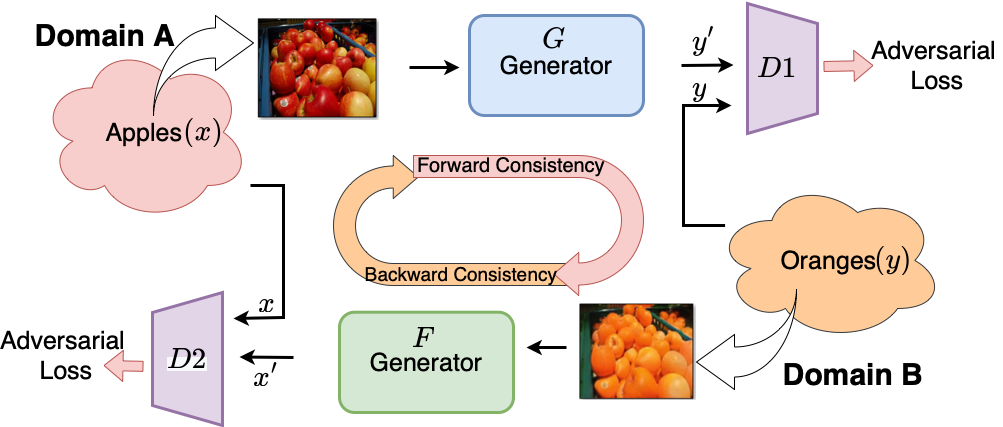 Domain A
Apples(x)
G
Generator
y′
y
D1
Adversarial
Loss
Forward Consistency
Backward Consistency
Oranges(y)
Domain B
F
Generator
x
x′
D2
Adversarial
Loss